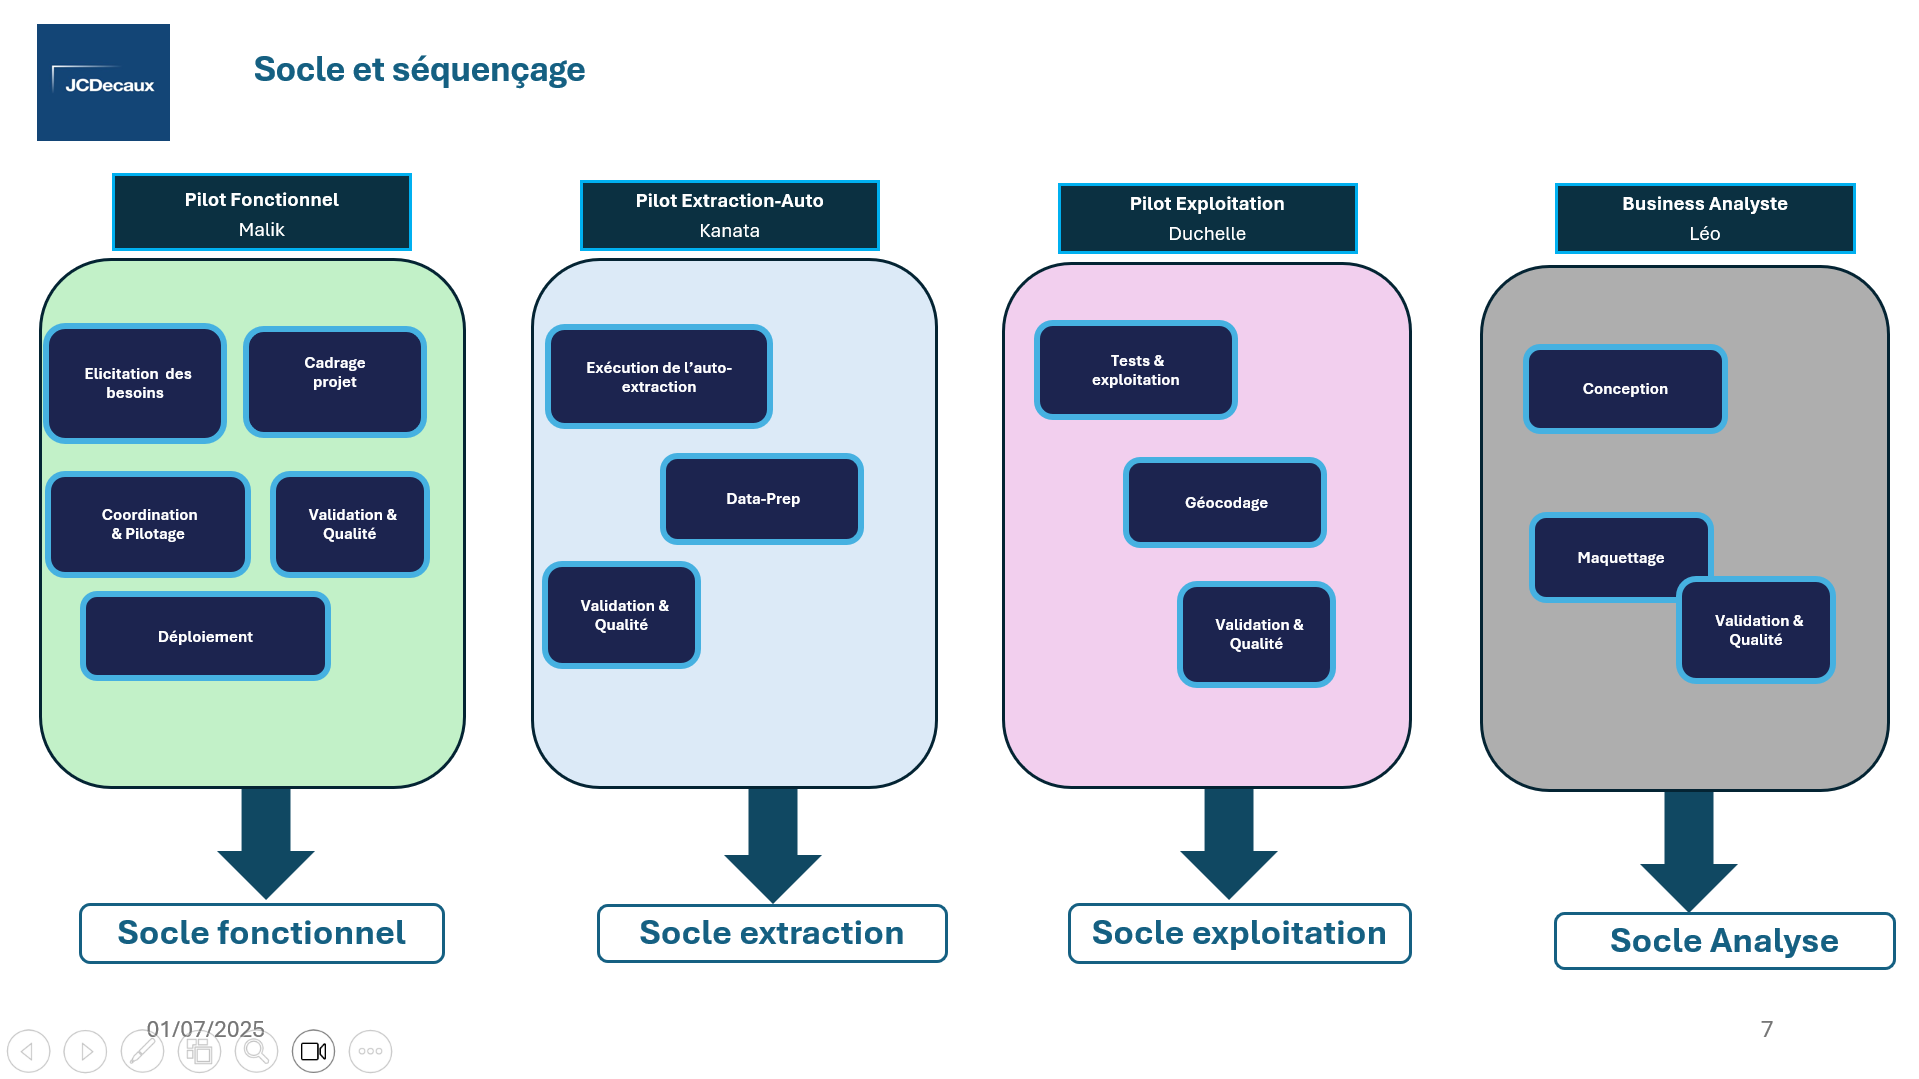 JCDecaux
Socle et séquençage
Pilot Fonctionnel
Malik
Elicitation des
besoins
Cadrage
projet
Coordination
& Pilotage
Validation &
Qualité
Déploiement
Socle fonctionnel
Pilot Extraction-Auto
Kanata
Exécution de l’auto-
extraction
Data-Prep
Validation &
Qualité
Socle extraction
Pilot Exploitation
Duchelle
Tests &
exploitation
Géocodage
Validation &
Qualité
Socle exploitation
Business Analyste
Léo
Conception
Maquettage
Validation &
Qualité
Socle Analyse
01/07/2025
7